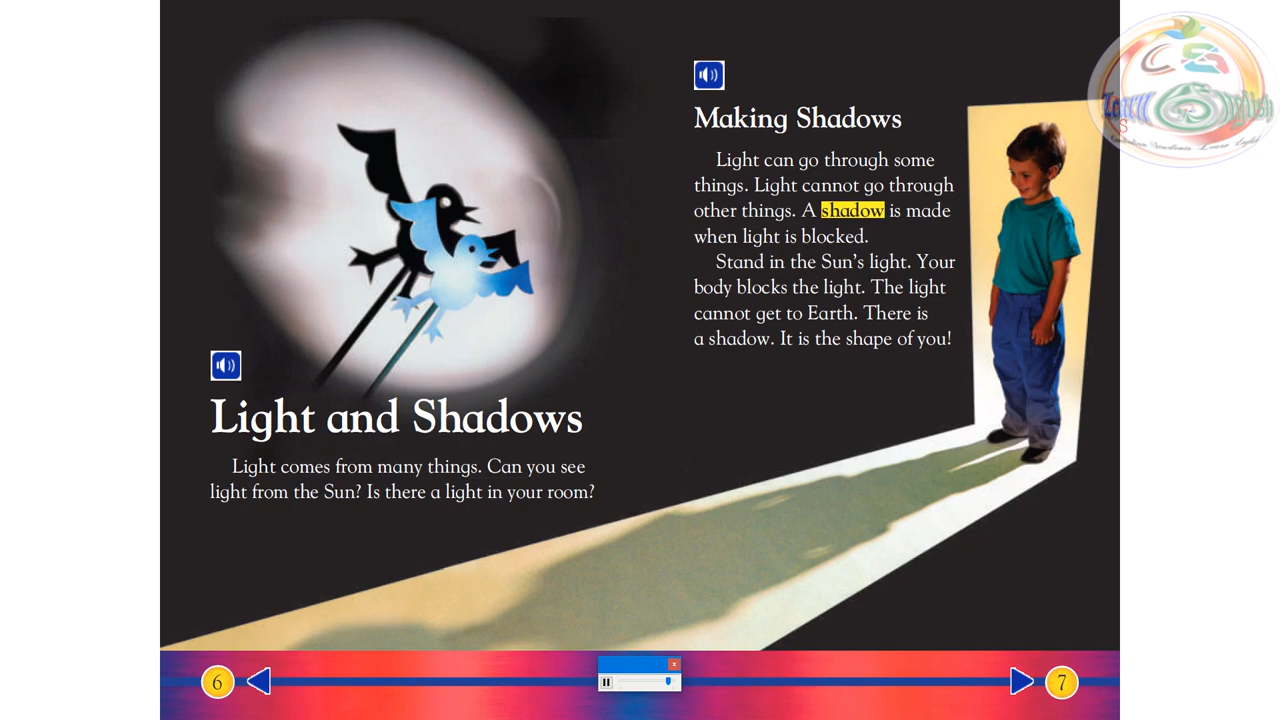 Light and Shadows
Light comes from many things. Can you see
light from the Sun? Is there a light in your room?
Making Shadows
Light can go through some
things. Light cannot go through
other things. A shadow is made
when light is blocked.
Stand in the Sun's light. Your
body blocks the light. The light
cannot get to Earth. There is
a shadow. It is the shape of you!
6
7
x
CSA
Learn English
S